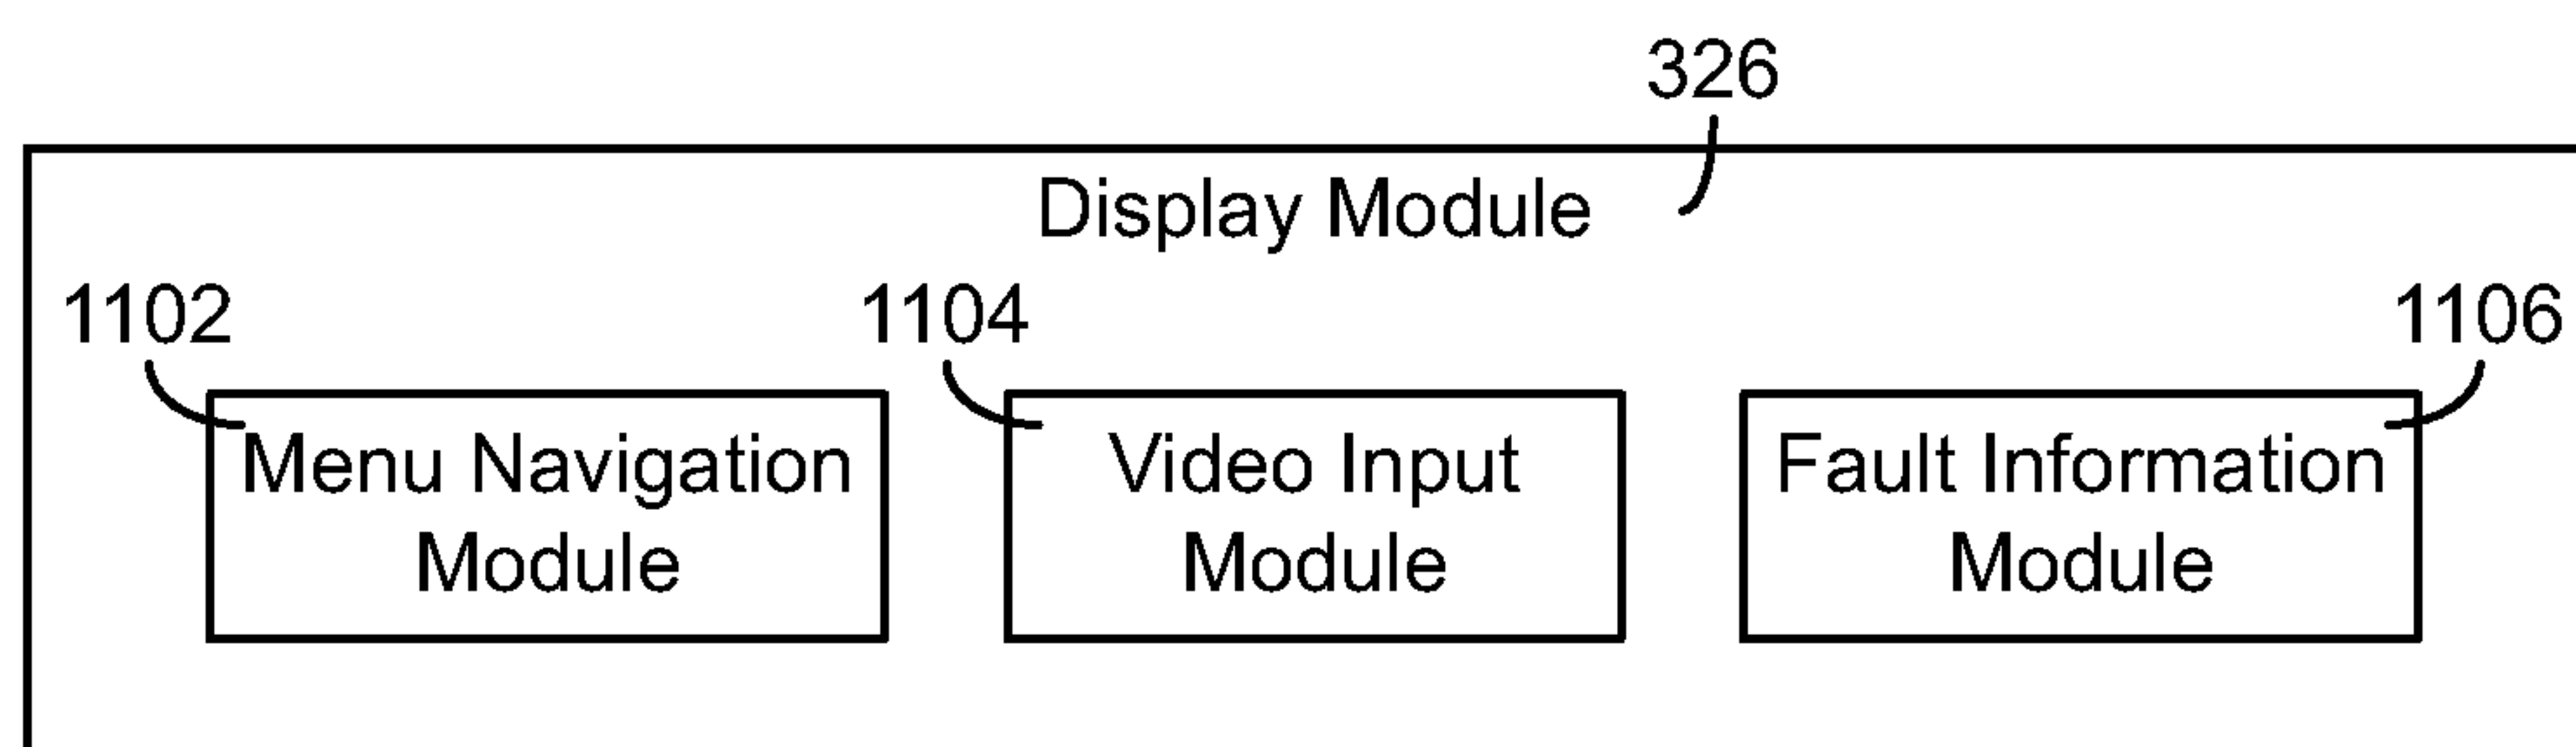 326
Display Module
1102
1104
1106
Menu Navigation
Module
Video Input
Module
Fault Information
Module